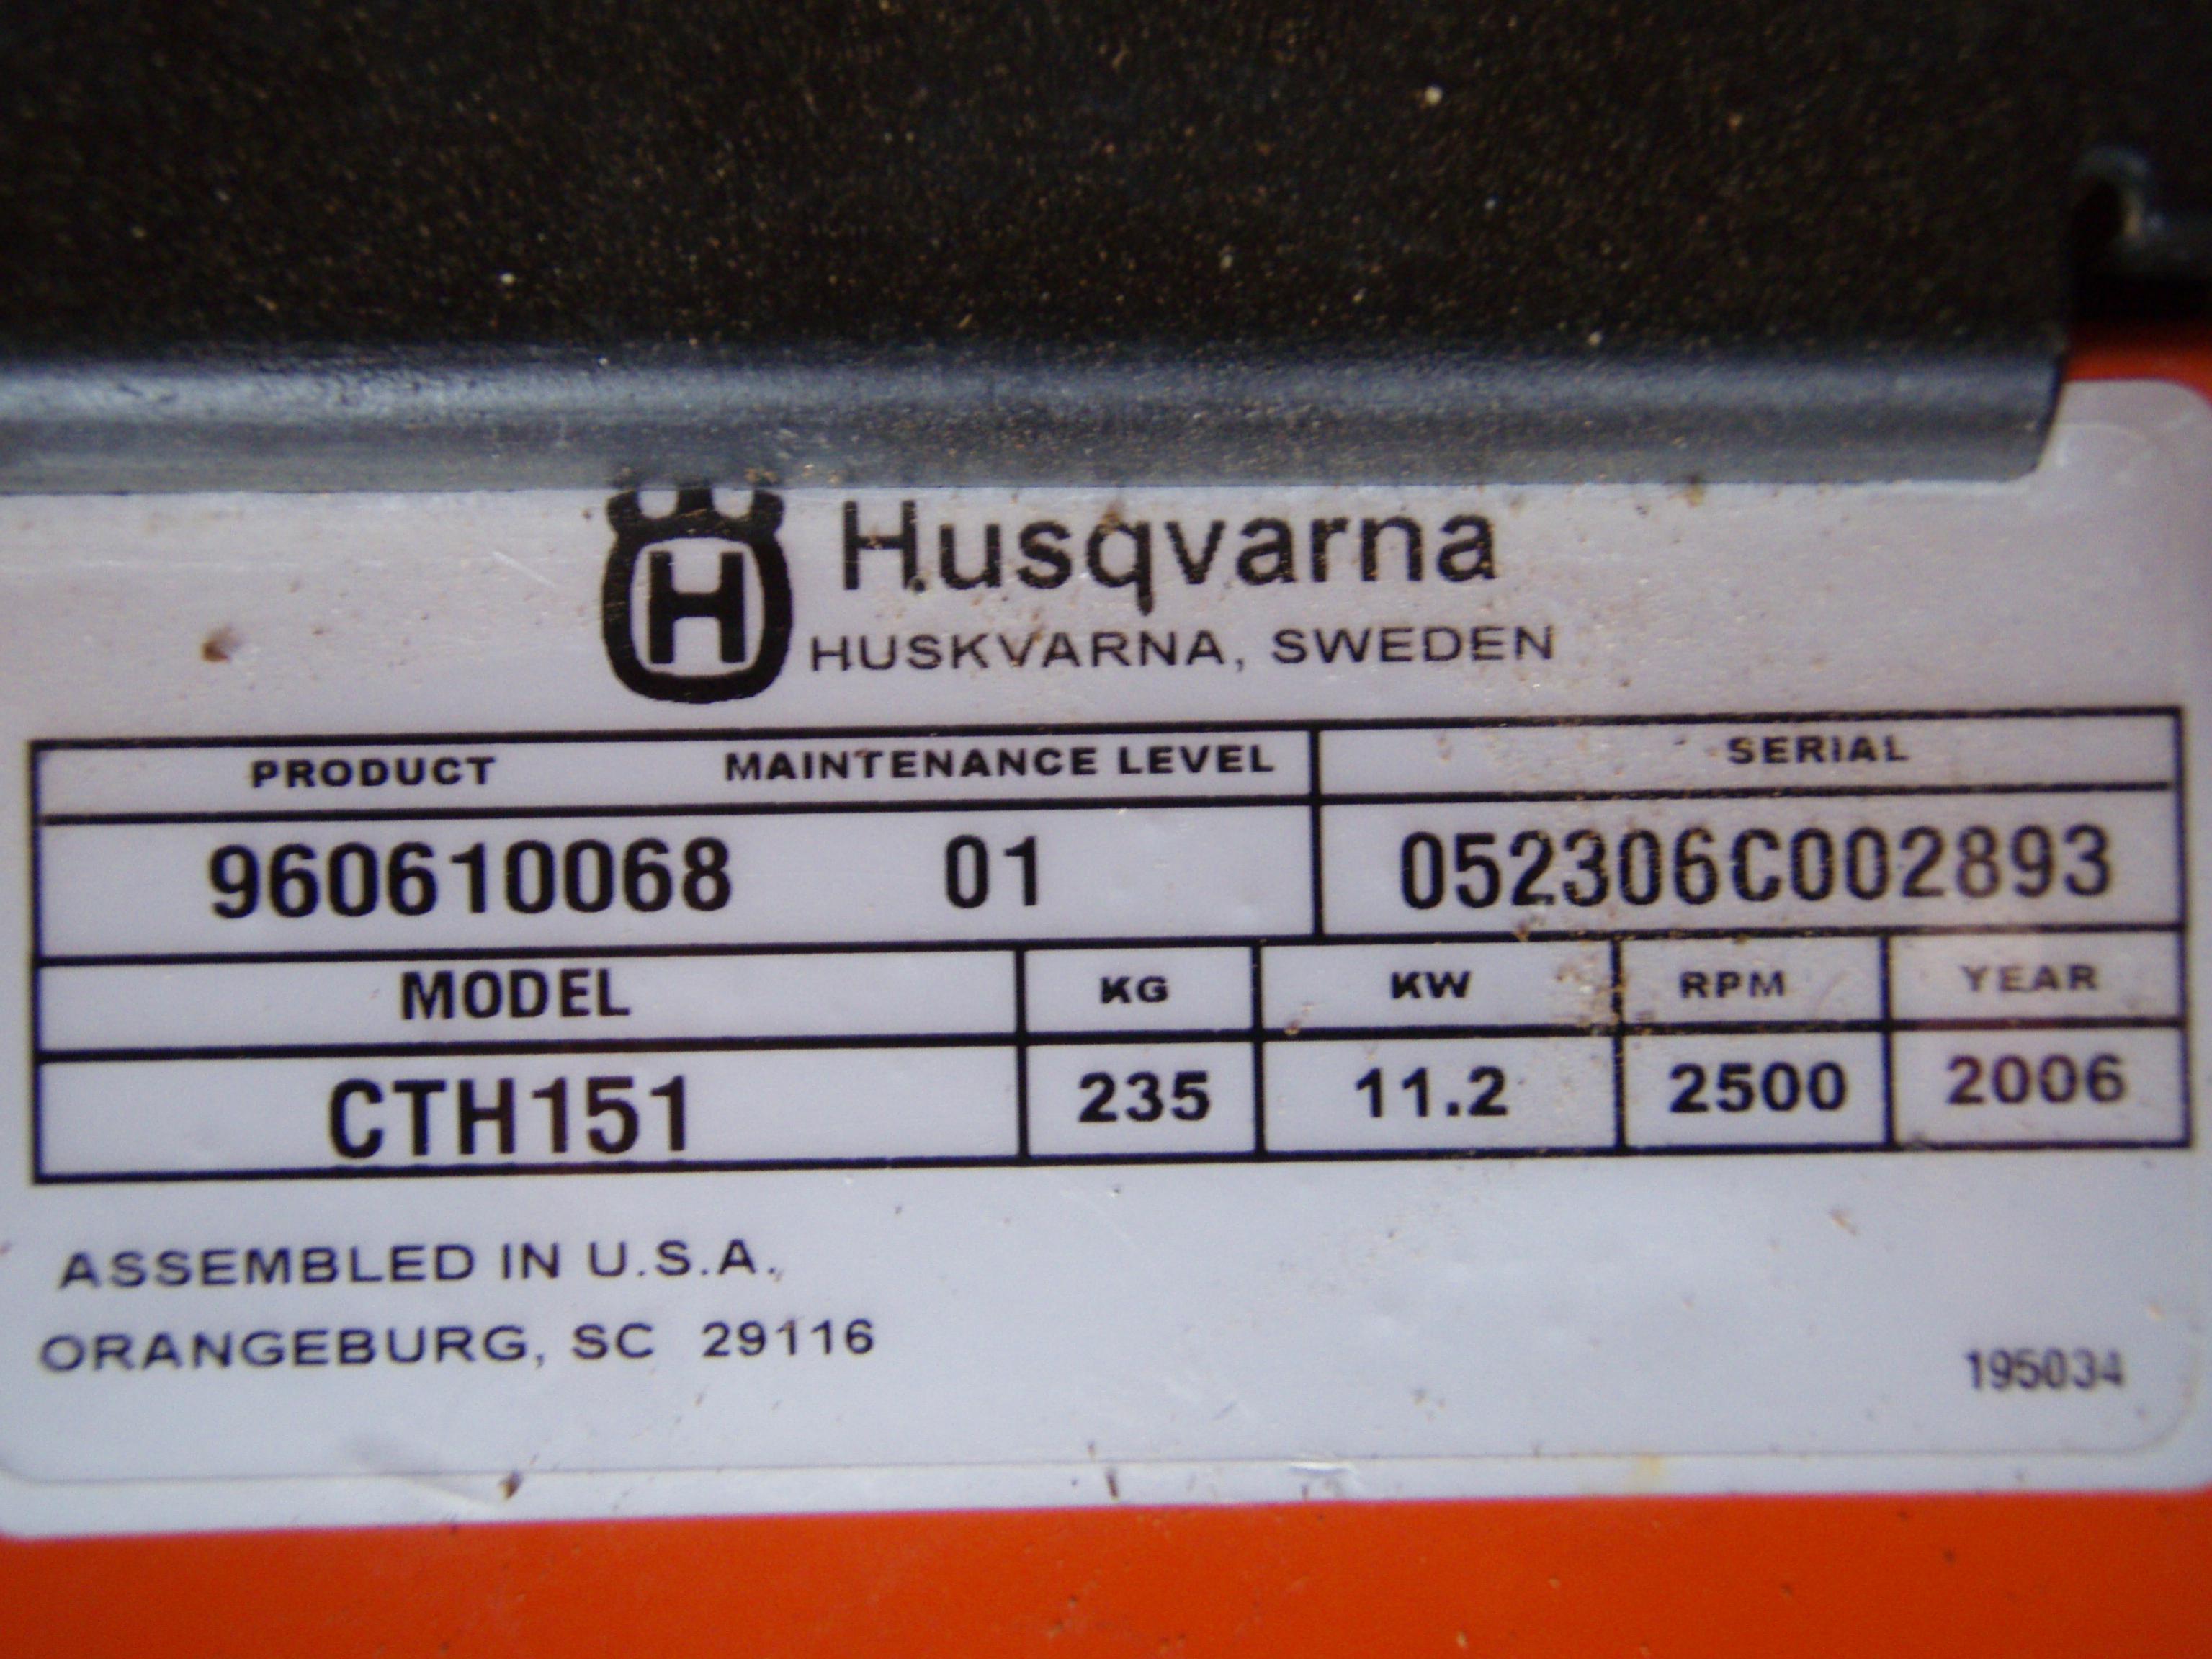 H Husqvarna
HUSKVARNA, SWEDEN
PRODUCT MAINTENANCE LEVEL SERIAL
960610068 01 052306C002893
MODEL KG KW RPM YEAR
CTH151 235 11.2 2500 2006
ASSEMBLED IN U.S.A.
ORANGEBURG, SC 29116
195034